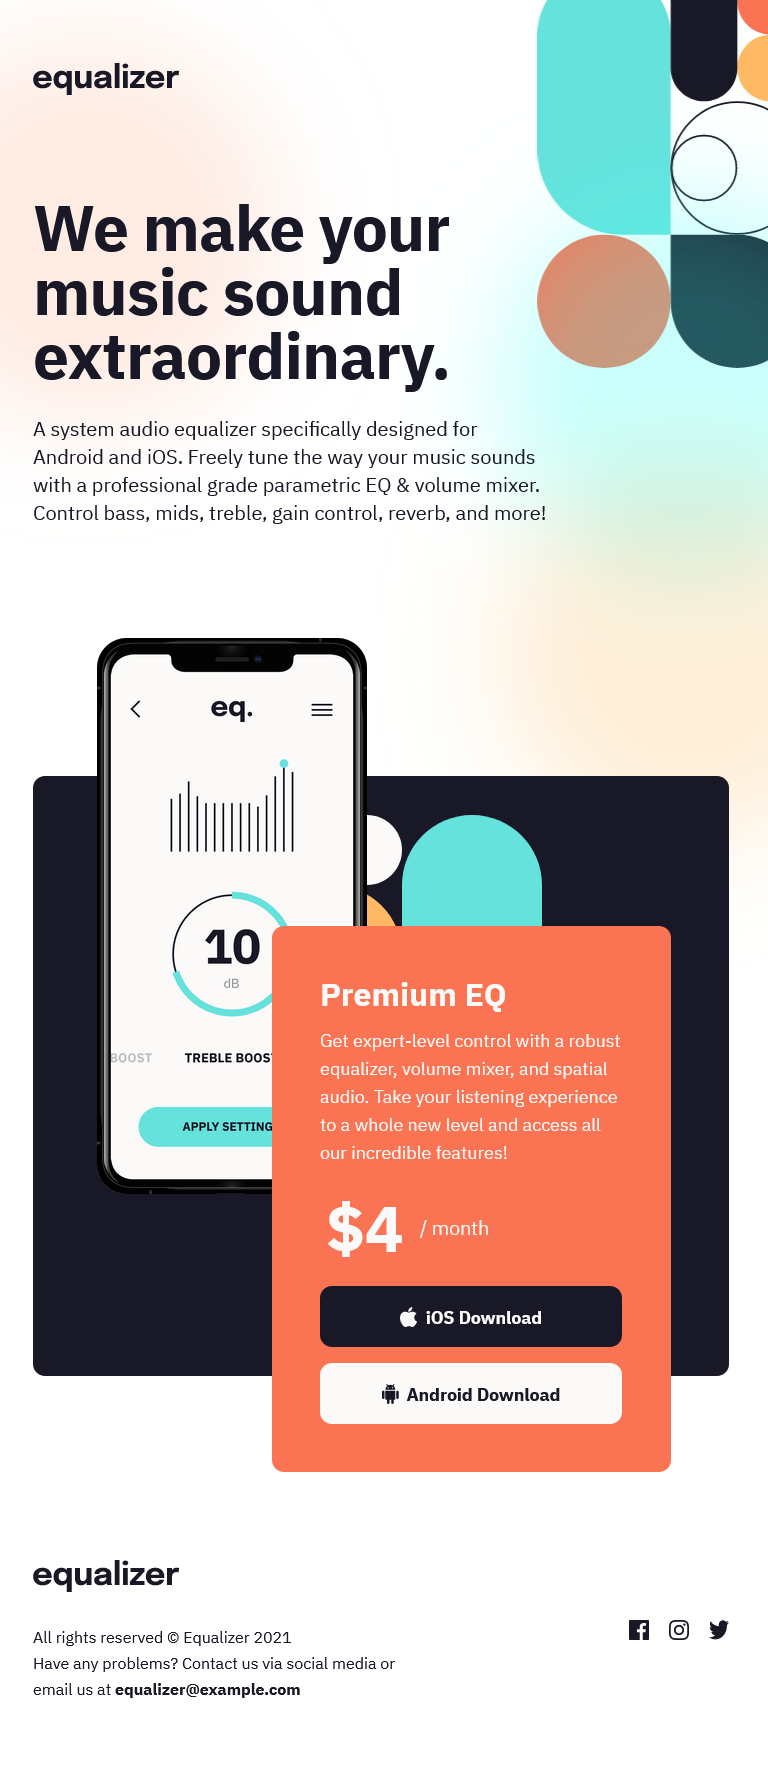 equalizer
We make your
music sound
extraordinary.
A system audio equalizer specifically designed for
Android and iOS. Freely tune the way your music sounds
with a professional grade parametric EQ & volume mixer.
Control bass, mids, treble, gain control, reverb, and more!
eq.
10
dB
BOOST TREBLE BOOST
APPLY SETTING
Premium EQ
Get expert-level control with a robust
equalizer, volume mixer, and spatial
audio. Take your listening experience
to a whole new level and access all
our incredible features!
$4 / month
iOS Download
Android Download
equalizer
All rights reserved © Equalizer 2021
Have any problems? Contact us via social media or
email us at equalizer@example.com